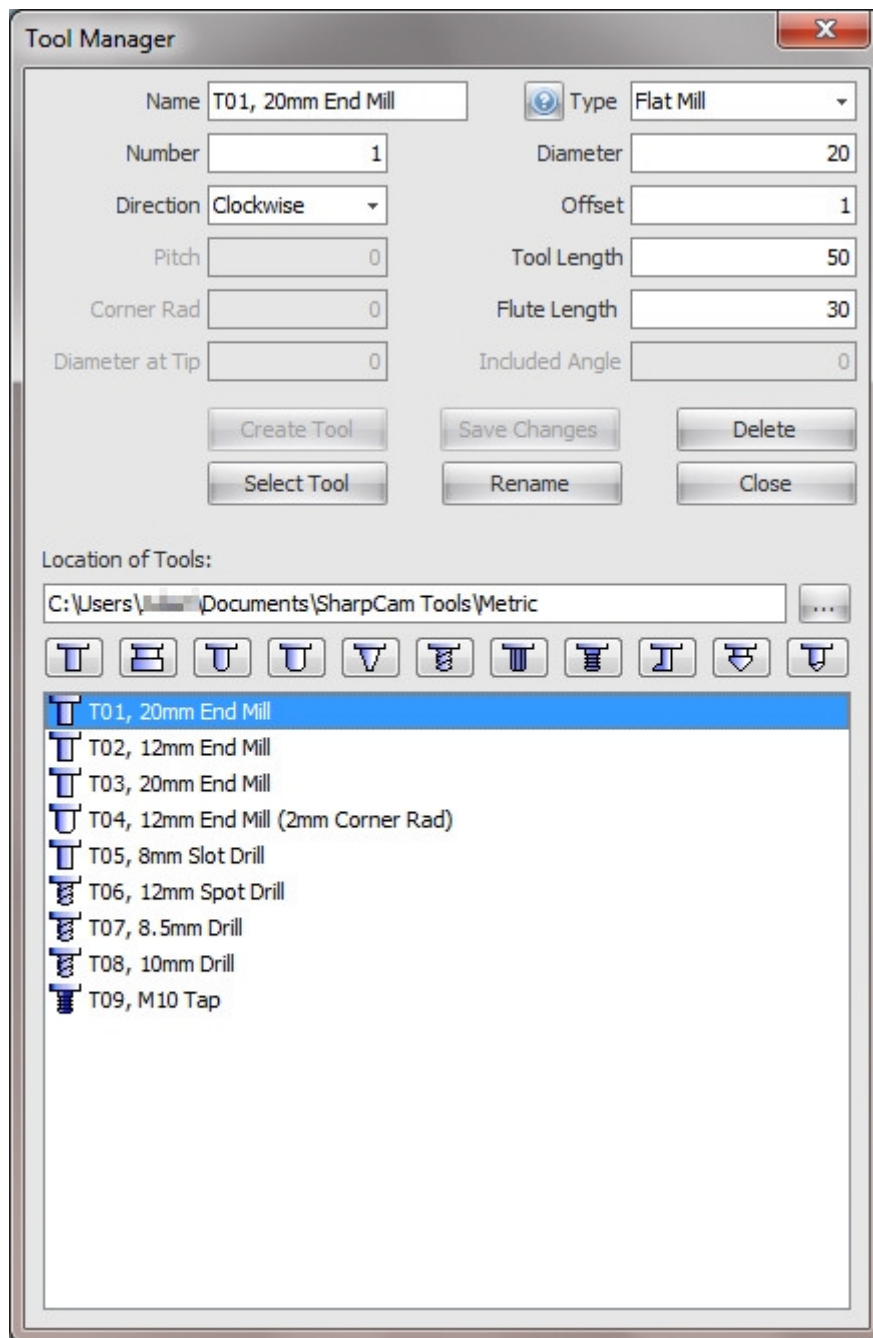 Tool Manager
Name T01, 20mm End Mill Type Flat Mill
Number 1 Diameter 20
Direction Clockwise Offset 1
Pitch 0 Tool Length 50
Corner Rad 0 Flute Length 30
Diameter at Tip 0 Included Angle 0
Create Tool Save Changes Delete
Select Tool Rename Close
Location of Tools:
C:\Users\ \Documents\SharpCam Tools\Metric ...
T01, 20mm End Mill
T02, 12mm End Mill
T03, 20mm End Mill
T04, 12mm End Mill (2mm Corner Rad)
T05, 8mm Slot Drill
T06, 12mm Spot Drill
T07, 8.5mm Drill
T08, 10mm Drill
T09, M10 Tap